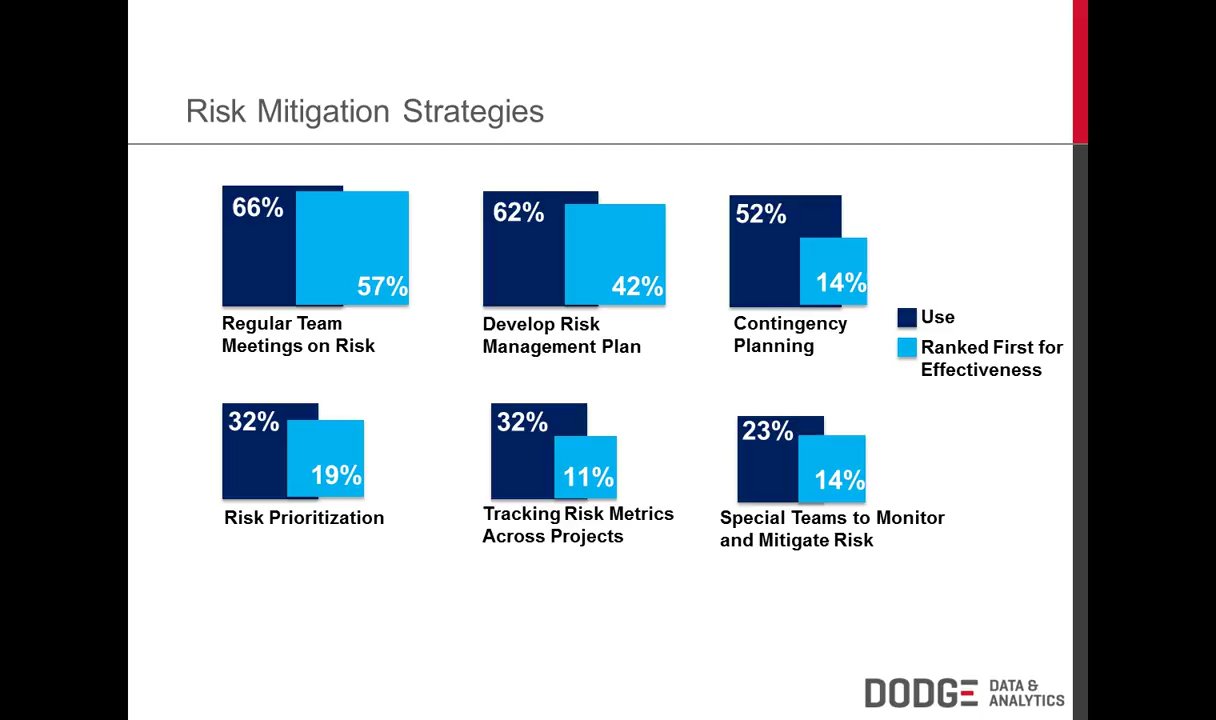 Risk Mitigation Strategies
66%
57%
Regular Team
Meetings on Risk
62%
42%
Develop Risk
Management Plan
52%
14%
Contingency
Planning
Use
Ranked First for
Effectiveness
32%
19%
Risk Prioritization
32%
11%
Tracking Risk Metrics
Across Projects
23%
14%
Special Teams to Monitor
and Mitigate Risk
DODGE DATA &
ANALYTICS